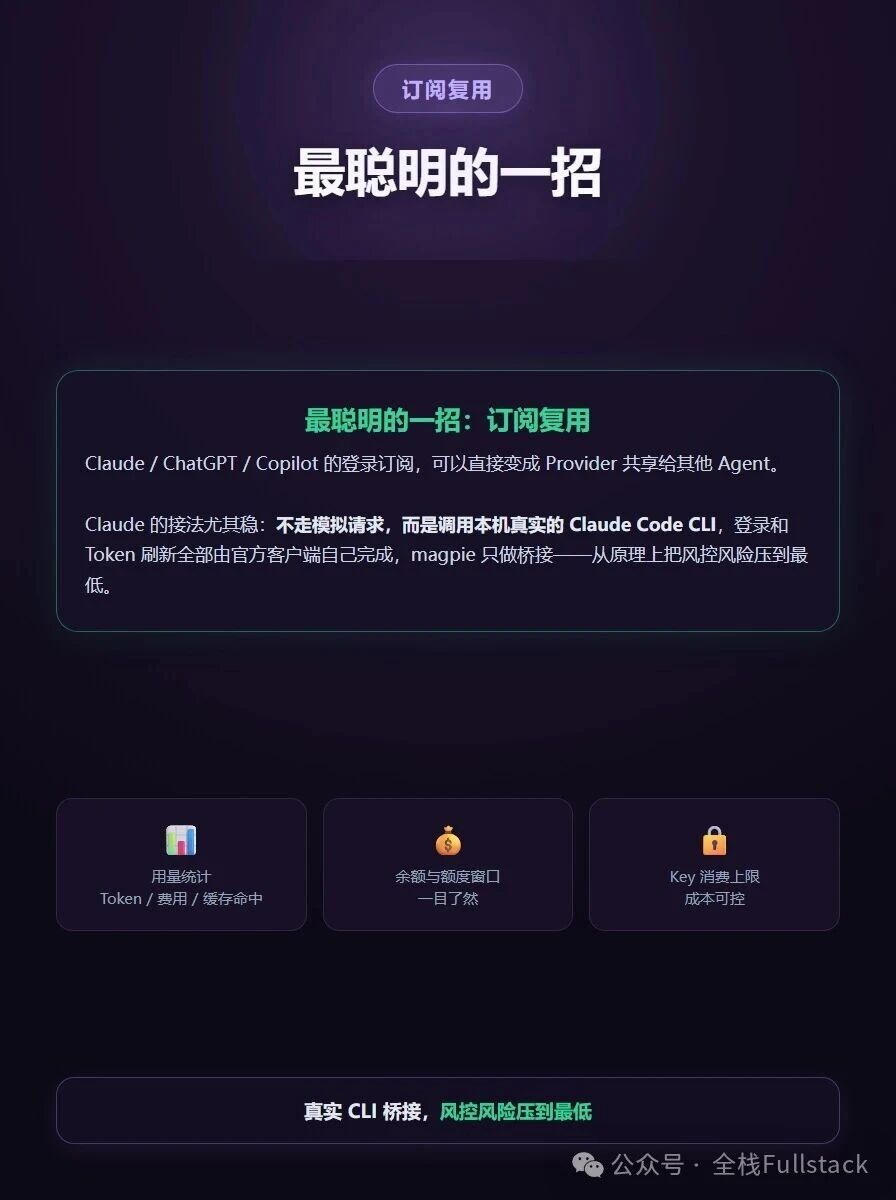 订阅复用
最聪明的一招
最聪明的一招：订阅复用
Claude / ChatGPT / Copilot 的登录订阅，可以直接变成 Provider 共享给其他 Agent。
Claude 的接法尤其稳：不走模拟请求，而是调用本机真实的 Claude Code CLI，登录和
Token 刷新全部由官方客户端自己完成，magpie 只做桥接——从原理上把风控风险压到最
低。
用量统计
Token / 费用 / 缓存命中
余额与额度窗口
一目了然
Key 消费上限
成本可控
真实 CLI 桥接，风控风险压到最低
公众号 · 全栈Fullstack